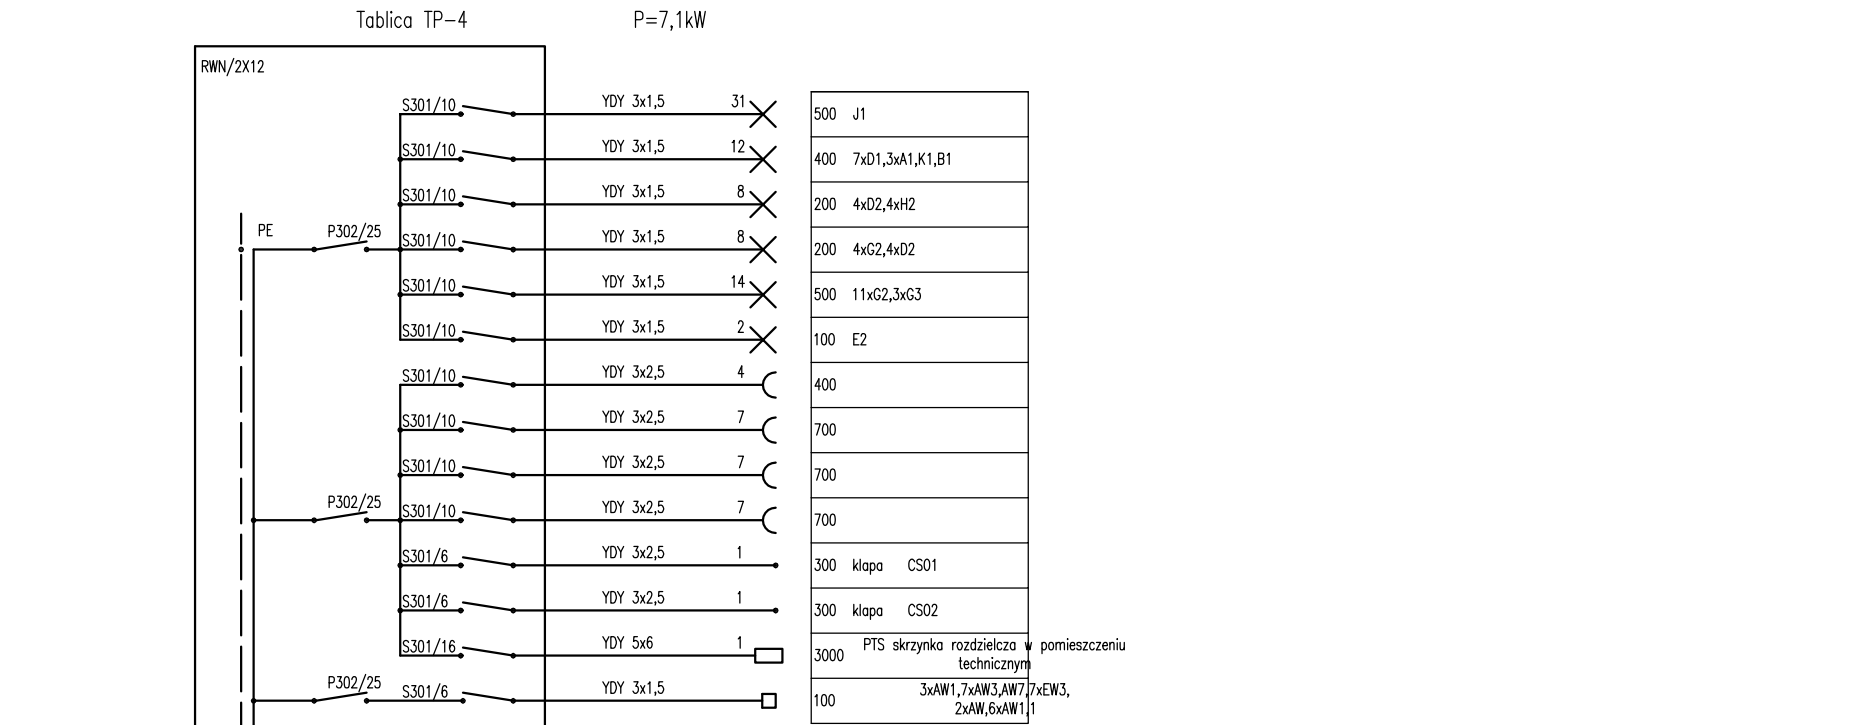 Tablica TP-4 P=7,1kW
RWN/2X12
S301/10 YDY 3x1,5 31 500 J1
S301/10 YDY 3x1,5 12 400 7xD1,3xA1,K1,B1
S301/10 YDY 3x1,5 8 200 4xD2,4xH2
PE P302/25 S301/10 YDY 3x1,5 8 200 4xG2,4xD2
S301/10 YDY 3x1,5 14 500 11xG2,3xG3
S301/10 YDY 3x1,5 2 100 E2
S301/10 YDY 3x2,5 4 400
S301/10 YDY 3x2,5 7 700
S301/10 YDY 3x2,5 7 700
P302/25 S301/10 YDY 3x2,5 7 700
S301/6 YDY 3x2,5 1 300 klapa CS01
S301/6 YDY 3x2,5 1 300 klapa CS02
S301/16 YDY 5x6 1 3000 PTS skrzynka rozdzielcza w pomieszczeniu
technicznym
P302/25 S301/6 YDY 3x1,5 100 3xAW1,7xAW3,AW7,7xEW3,
2xAW,6xAW1,1